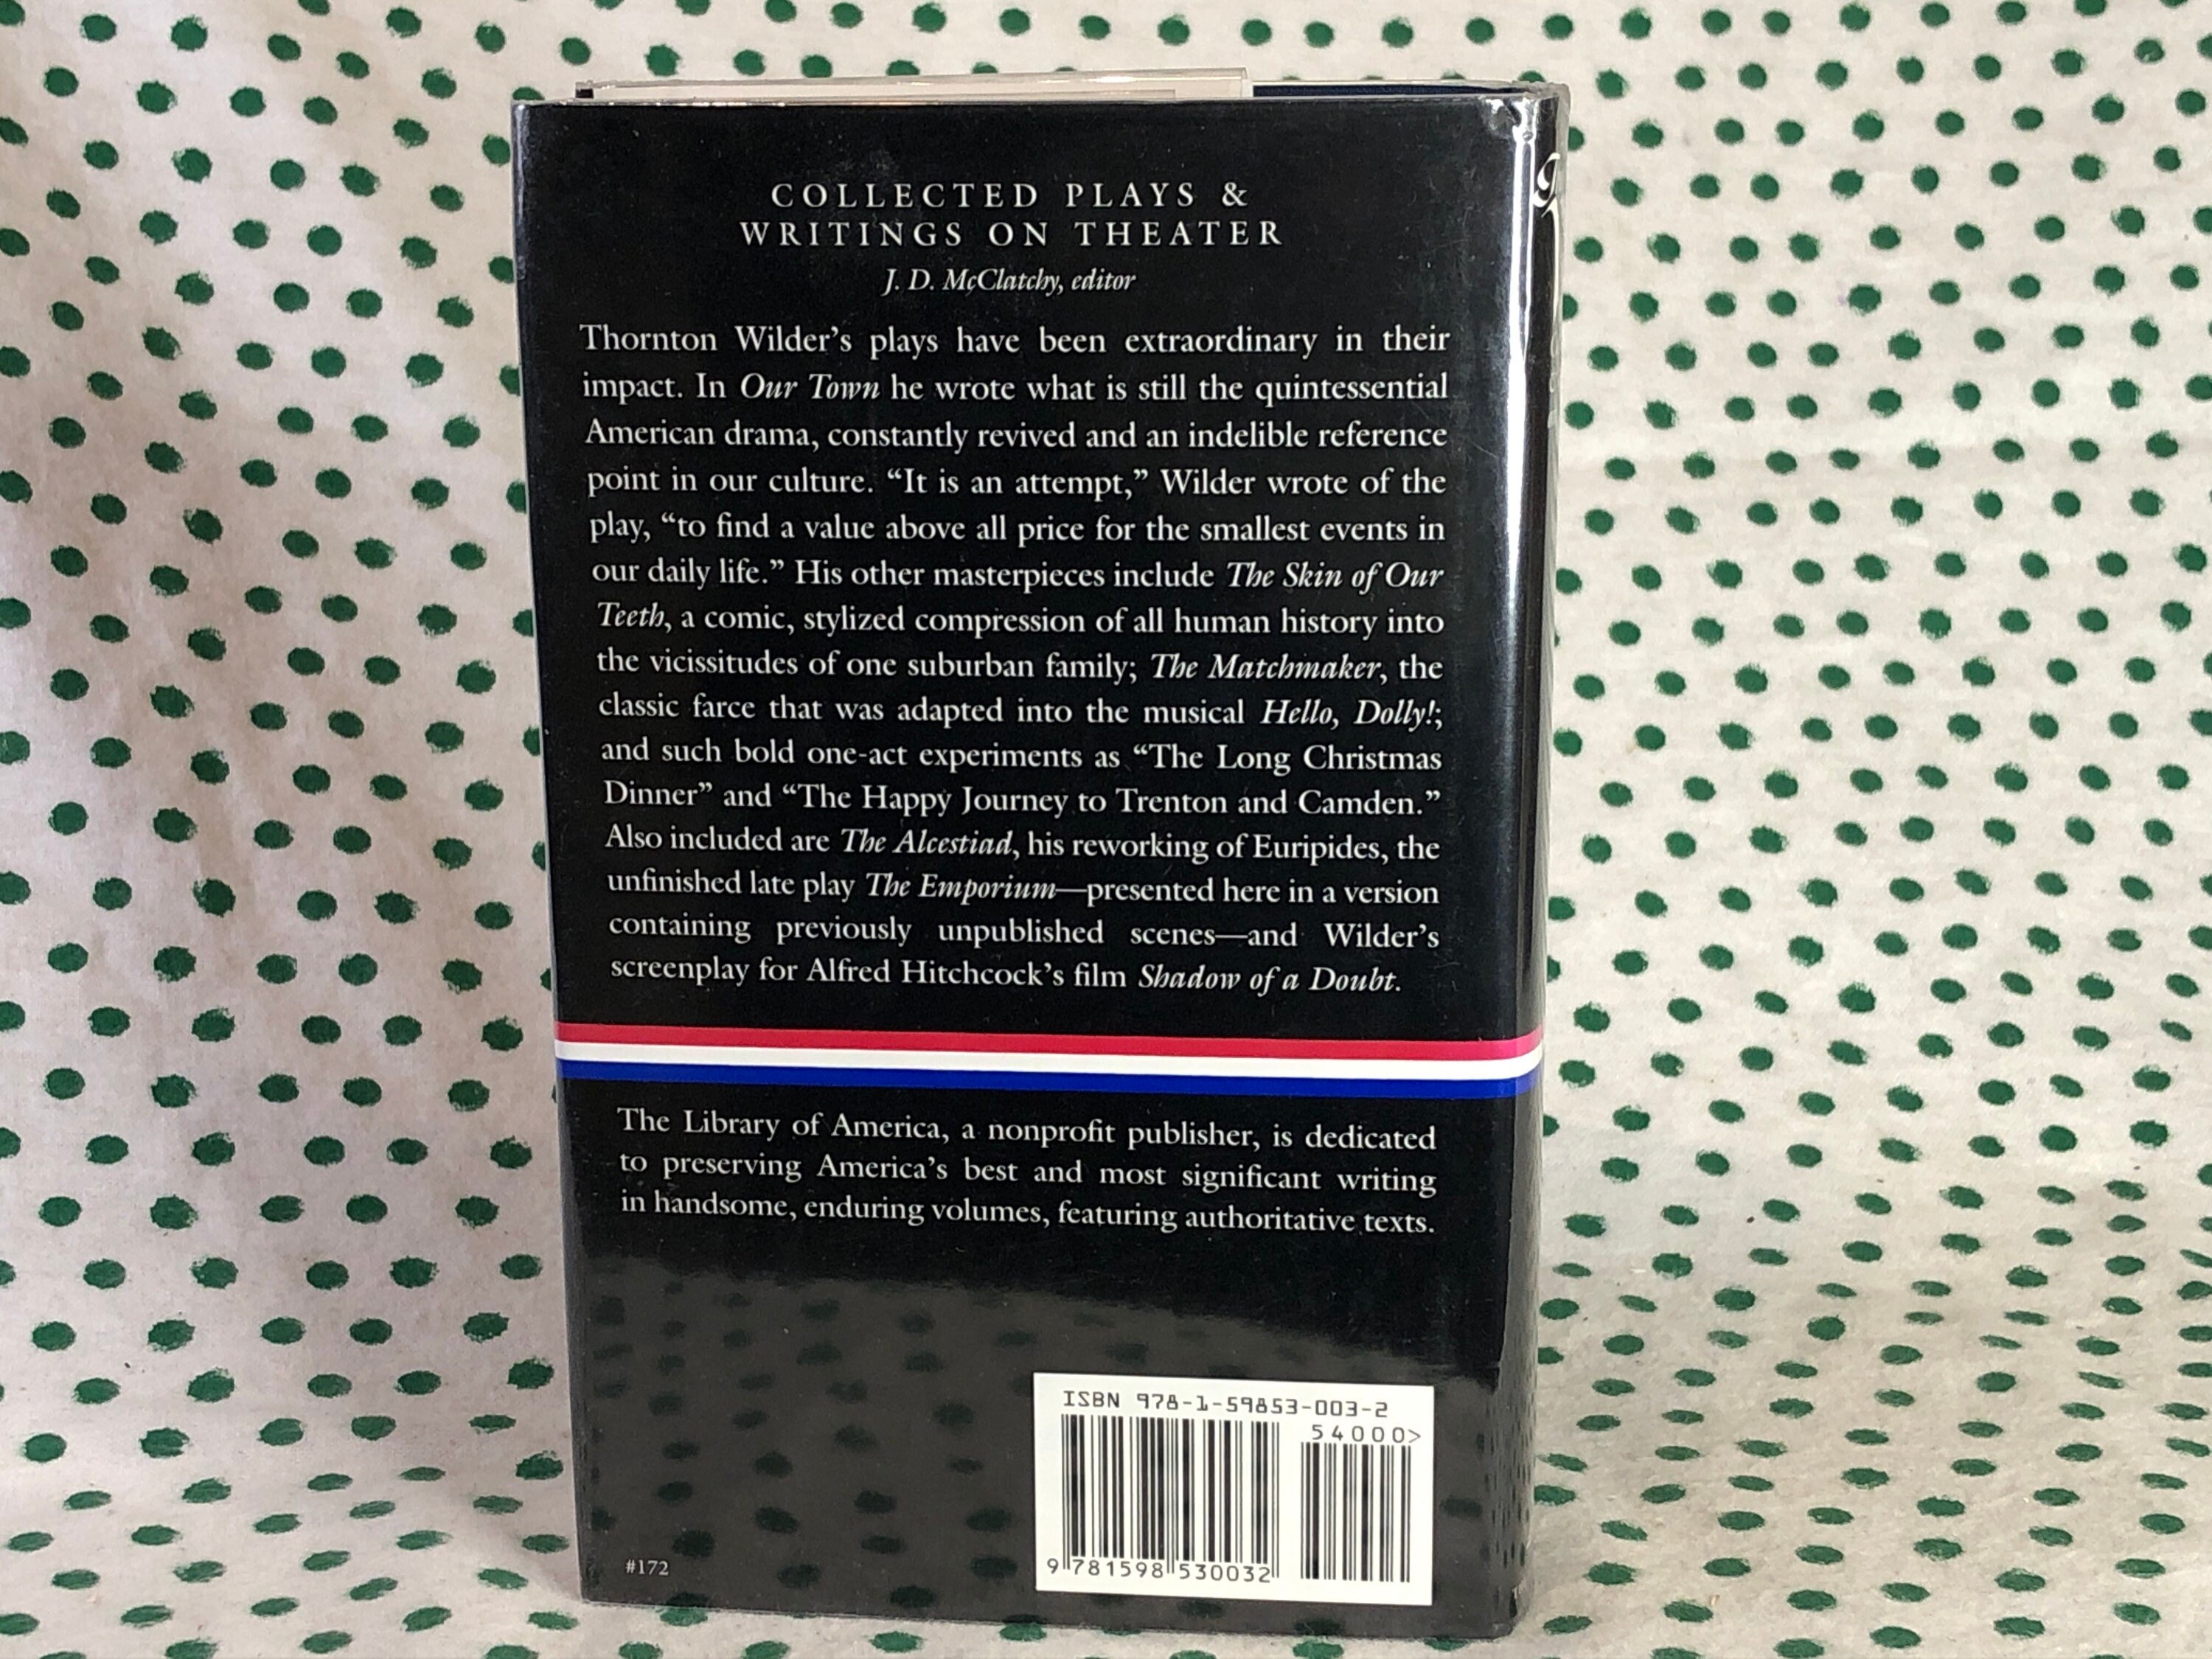 COLLECTED PLAYS &
WRITINGS ON THEATER
J. D. McClatchy, editor
Thornton Wilder’s plays have been extraordinary in their
impact. In Our Town he wrote what is still the quintessential
American drama, constantly revived and an indelible reference
point in our culture. “It is an attempt,” Wilder wrote of the
play, “to find a value above all price for the smallest events in
our daily life.” His other masterpieces include The Skin of Our
Teeth, a comic, stylized compression of all human history into
the vicissitudes of one suburban family; The Matchmaker, the
classic farce that was adapted into the musical Hello, Dolly!;
and such bold one-act experiments as “The Long Christmas
Dinner” and “The Happy Journey to Trenton and Camden.”
Also included are The Alcestiad, his reworking of Euripides, the
unfinished late play The Emporium—presented here in a version
containing previously unpublished scenes—and Wilder’s
screenplay for Alfred Hitchcock’s film Shadow of a Doubt.
The Library of America, a nonprofit publisher, is dedicated
to preserving America’s best and most significant writing
in handsome, enduring volumes, featuring authoritative texts.
ISBN 978-1-59853-003-2
54000>
9 781598 530032
#172